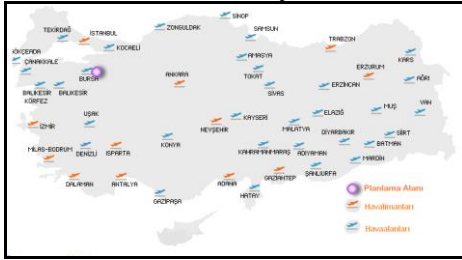 SİNOP
TEKİRDAĞ
İSTANBUL
ZONGULDAK
SAMSUN
KOCAELİ
TRABZON
GÖKÇEADA
ÇANAKKALE
AMASYA
KARS
BURSA
ANKARA
TOKAT
ERZURUM
AĞRI
BALIKESİR KÖRFEZ
BALIKESİR
SİVAS
ERZİNCAN
UŞAK
KAYSERİ
ELAZIĞ
MUŞ
VAN
İZMİR
NEVŞEHİR
MALATYA
DİYARBAKIR
SİİRT
MİLAS-BODRUM
DENİZLİ
ISPARTA
KONYA
KAHRAMANMARAŞ
ADIYAMAN
BATMAN
MARDİN
DALAMAN
ANTALYA
ADANA
GAZİANTEP
ŞANLIURFA
GAZİPAŞA
HATAY
Planlama Alanı
Havalimanları
Havaalanları